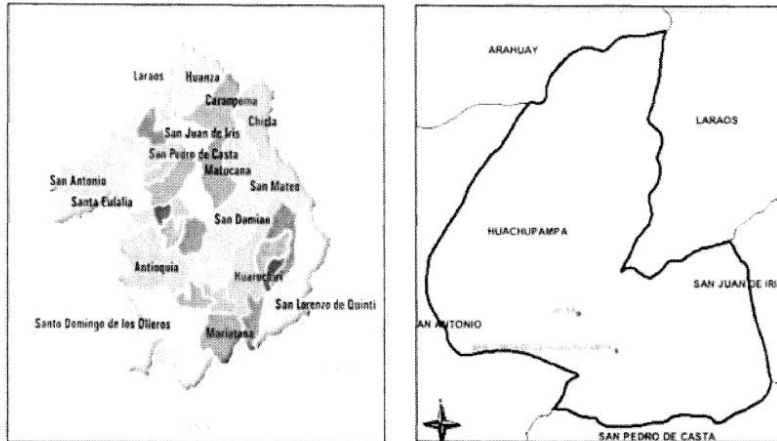 Laraos
Huanza
Carampoma
Chicla
San Juan de Iris
San Pedro de Casta
Matucana
San Antonio
San Mateo
Santa Eulalia
San Damian
Antioquia
Huarochiri
San Lorenzo de Quinti
Santo Domingo de los Olleros
Mariatana
ARAHUAY
LARAOS
HUACHUPAMPA
SAN JUAN DE IRI
AN ANTONIO
SAN PEDRO DE CASTA